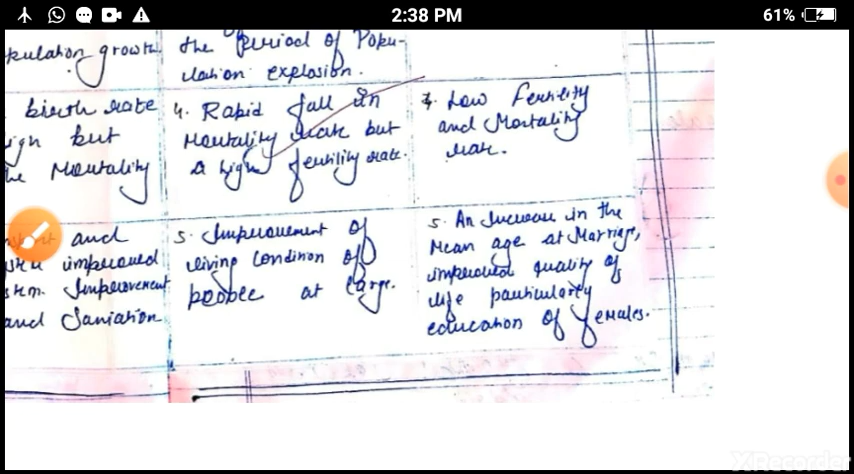 2:38 PM
61%
pulation growth.
the Period of Popu-
lation explosion.
birth rate
igh but
he Mortality
4. Rapid fall in
Mortality rate but
a high fertility rate.
4. Low Fertility
and Mortality
rate.
and
improved
stem. Improvement
and Saniation
5. Improvement of
living Condition of
people at large.
5. An Increase in the
Mean age at Marriage,
improved quality of
life particularly
education of Females.
XRecorder